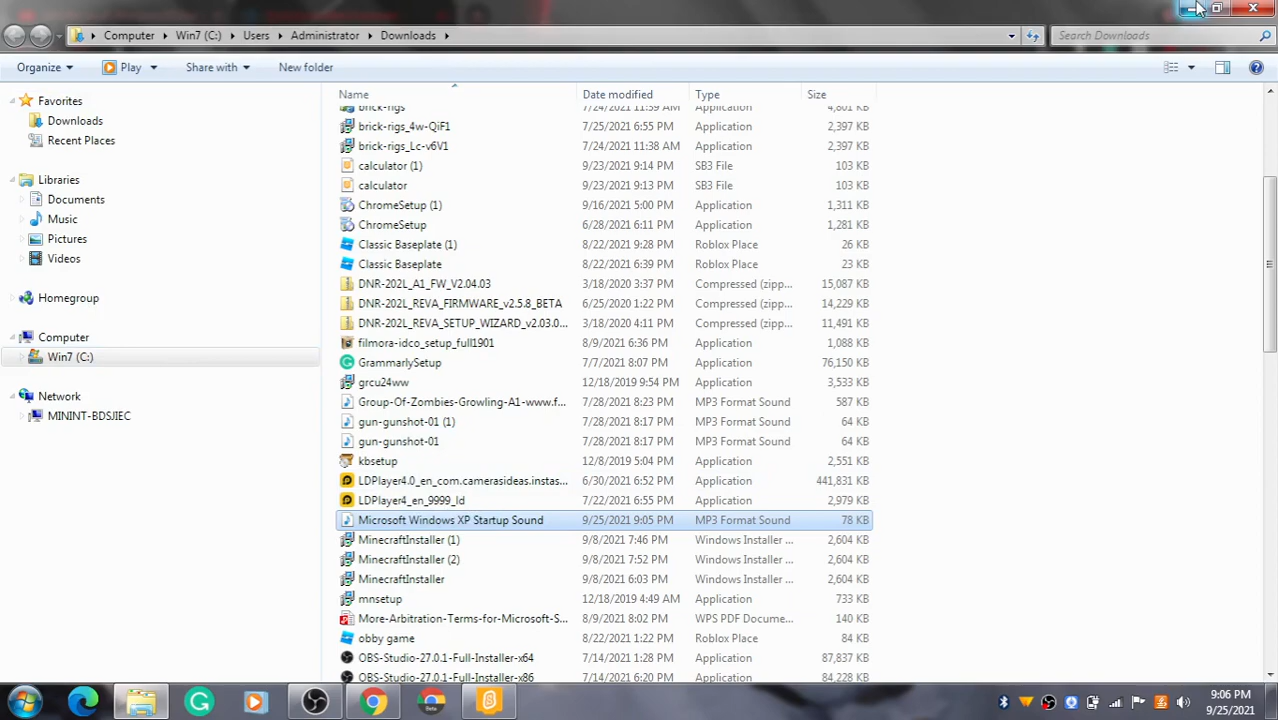 Computer Win7 (C:) Users Administrator Downloads Search Downloads
Organize Play Share with New folder
Favorites
Downloads
Recent Places
Libraries
Documents
Music
Pictures
Videos
Homegroup
Computer
Win7 (C:)
Network
MININT-BDSJIEC
Name Date modified Type Size
brick-rigs 7/24/2021 11:39 AM Application 4,801 KB
brick-rigs_4w-QiF1 7/25/2021 6:55 PM Application 2,397 KB
brick-rigs_Lc-v6V1 7/24/2021 11:38 AM Application 2,397 KB
calculator (1) 9/23/2021 9:14 PM SB3 File 103 KB
calculator 9/23/2021 9:13 PM SB3 File 103 KB
ChromeSetup (1) 9/16/2021 5:00 PM Application 1,311 KB
ChromeSetup 6/28/2021 6:11 PM Application 1,281 KB
Classic Baseplate (1) 8/22/2021 9:28 PM Roblox Place 26 KB
Classic Baseplate 8/22/2021 6:39 PM Roblox Place 23 KB
DNR-202L_A1_FW_V2.04.03 3/18/2020 3:37 PM Compressed (zipp... 15,087 KB
DNR-202L_REVA_FIRMWARE_v2.5.8_BETA 6/25/2020 1:22 PM Compressed (zipp... 14,229 KB
DNR-202L_REVA_SETUP_WIZARD_v2.03.0... 3/18/2020 4:11 PM Compressed (zipp... 11,491 KB
filmora-idco_setup_full1901 8/9/2021 6:36 PM Application 1,088 KB
GrammarlySetup 7/7/2021 8:07 PM Application 76,150 KB
grcu24ww 12/18/2019 9:54 PM Application 3,533 KB
Group-Of-Zombies-Growling-A1-www.f... 7/28/2021 8:23 PM MP3 Format Sound 587 KB
gun-gunshot-01 (1) 7/28/2021 8:17 PM MP3 Format Sound 64 KB
gun-gunshot-01 7/28/2021 8:17 PM MP3 Format Sound 64 KB
kbsetup 12/8/2019 5:04 PM Application 2,551 KB
LDPlayer4.0_en_com.camerasideas.instas... 6/30/2021 6:52 PM Application 441,831 KB
LDPlayer4_en_9999_ld 7/22/2021 6:55 PM Application 2,979 KB
Microsoft Windows XP Startup Sound 9/25/2021 9:05 PM MP3 Format Sound 78 KB
MinecraftInstaller (1) 9/8/2021 7:46 PM Windows Installer ... 2,604 KB
MinecraftInstaller (2) 9/8/2021 7:52 PM Windows Installer ... 2,604 KB
MinecraftInstaller 9/8/2021 6:03 PM Windows Installer ... 2,604 KB
mnsetup 12/18/2019 4:49 AM Application 733 KB
More-Arbitration-Terms-for-Microsoft-S... 8/9/2021 8:02 PM WPS PDF Docume... 140 KB
obby game 8/22/2021 1:22 PM Roblox Place 84 KB
OBS-Studio-27.0.1-Full-Installer-x64 7/14/2021 1:28 PM Application 87,837 KB
OBS-Studio-27.0.1-Full-Installer-x86 7/14/2021 6:20 PM Application 84,228 KB
9:06 PM
9/25/2021